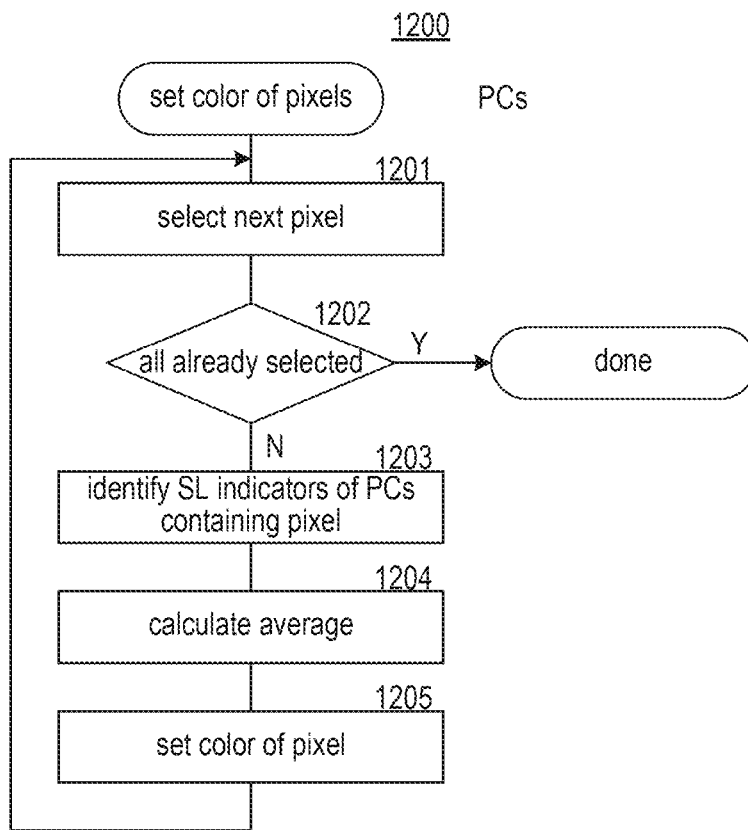 1200
set color of pixels
PCs
1201
select next pixel
1202
all already selected
Y
done
N
1203
identify SL indicators of PCs
containing pixel
1204
calculate average
1205
set color of pixel